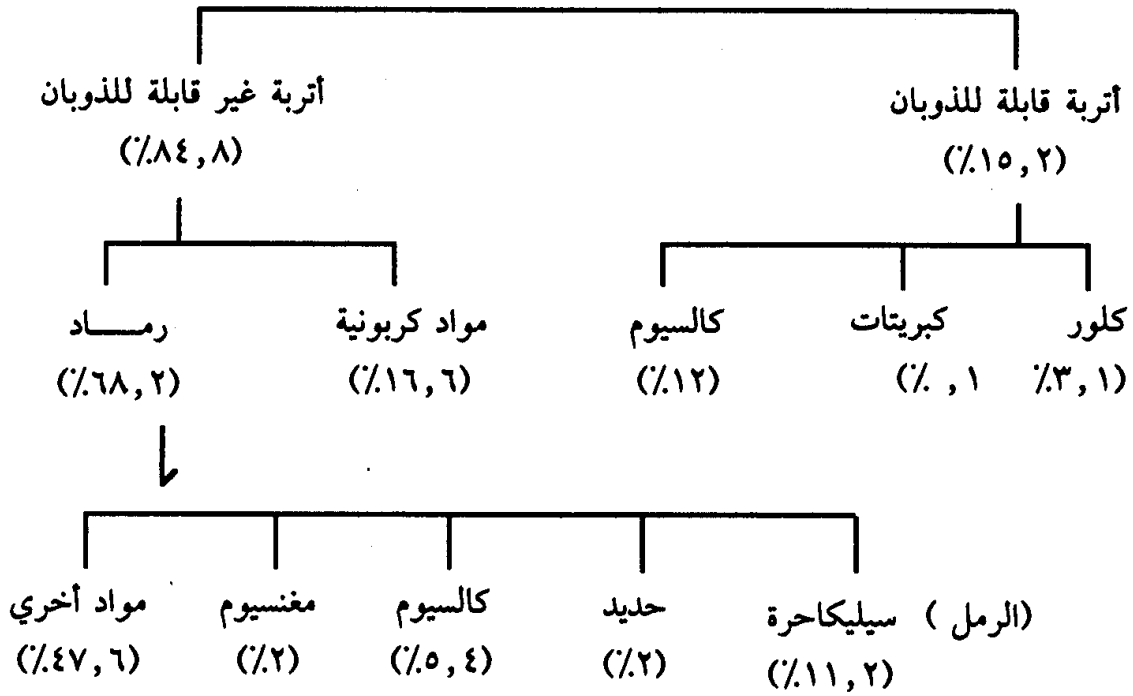 أتربة قابلة للذوبان
(٪١٥,٢)
أتربة غير قابلة للذوبان
(٪٨٤,٨)
كلور
(٪٣,١
كبريتات
(٪ ,١
كالسيوم
(٪١٢)
مواد كربونية
(٪١٦,٦)
رمـــاد
(٪٦٨,٢)
(الرمل ) سيليكاحرة
(٪١١,٢)
حديد
(٪٢)
كالسيوم
(٪٥,٤)
مغنسيوم
(٪٢)
مواد أخري
(٪٤٧,٦)